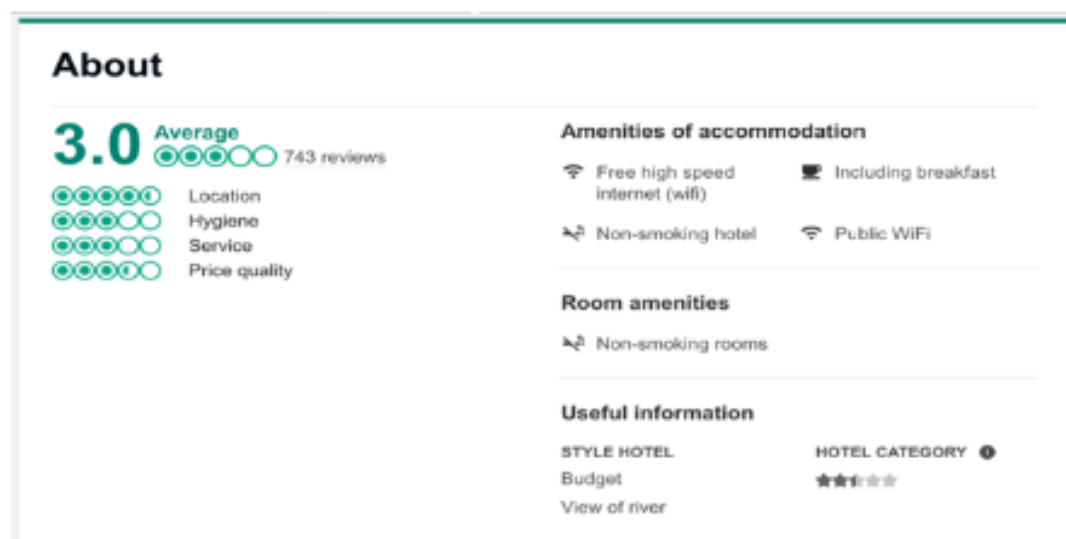 About
3.0
Average
743 reviews
Location
Hygiene
Service
Price quality
Amenities of accommodation
Free high speed
internet (wifi)
Including breakfast
Non-smoking hotel
Public WiFi
Room amenities
Non-smoking rooms
Useful information
STYLE HOTEL
Budget
View of river
HOTEL CATEGORY